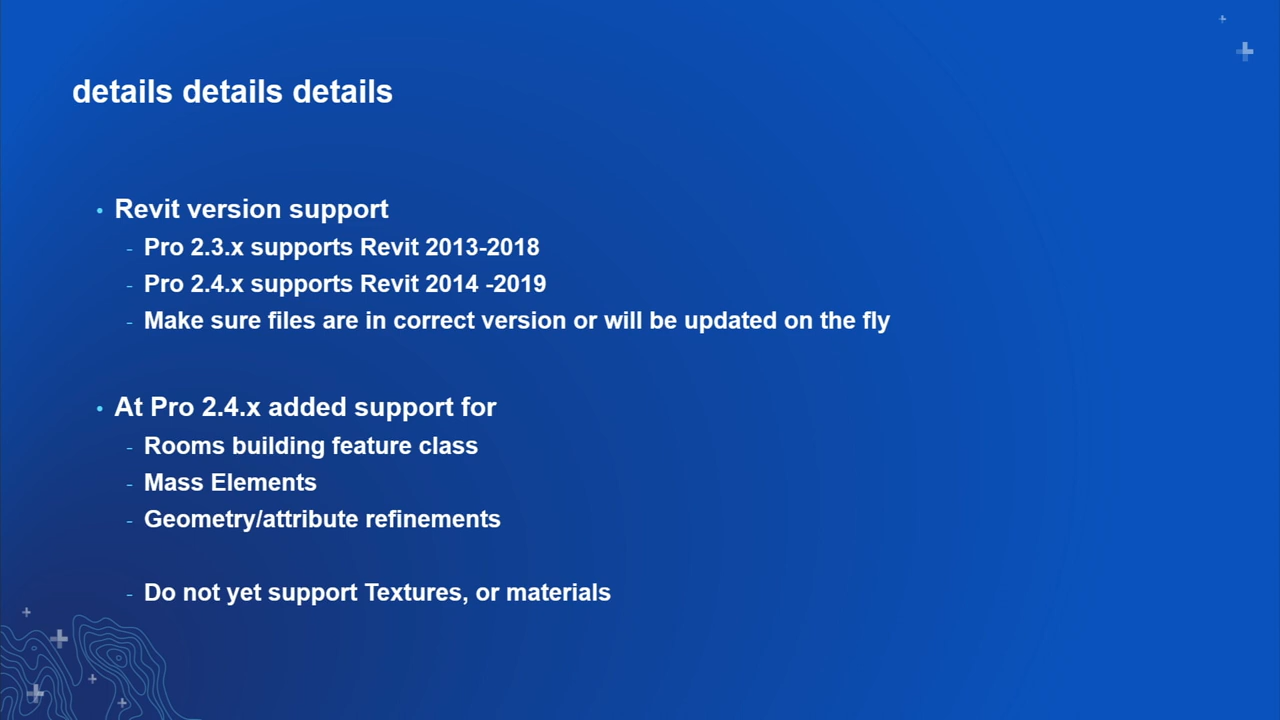 details details details
• Revit version support
- Pro 2.3.x supports Revit 2013-2018
- Pro 2.4.x supports Revit 2014 -2019
- Make sure files are in correct version or will be updated on the fly
• At Pro 2.4.x added support for
- Rooms building feature class
- Mass Elements
- Geometry/attribute refinements
- Do not yet support Textures, or materials